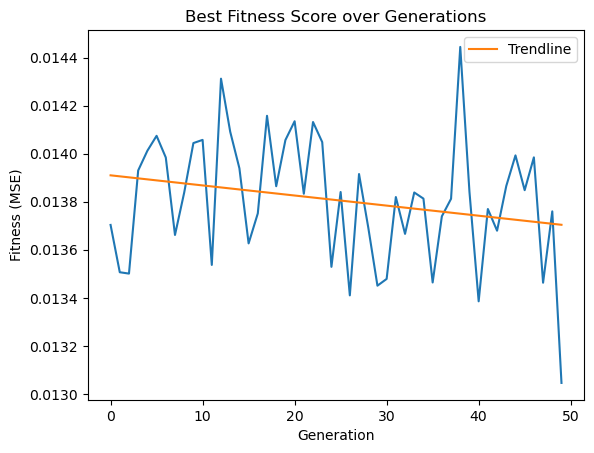 Best Fitness Score over Generations
Trendline
0.0144
0.0142
0.0140
0.0138
0.0136
0.0134
0.0132
0.0130
Fitness (MSE)
0 10 20 30 40 50
Generation